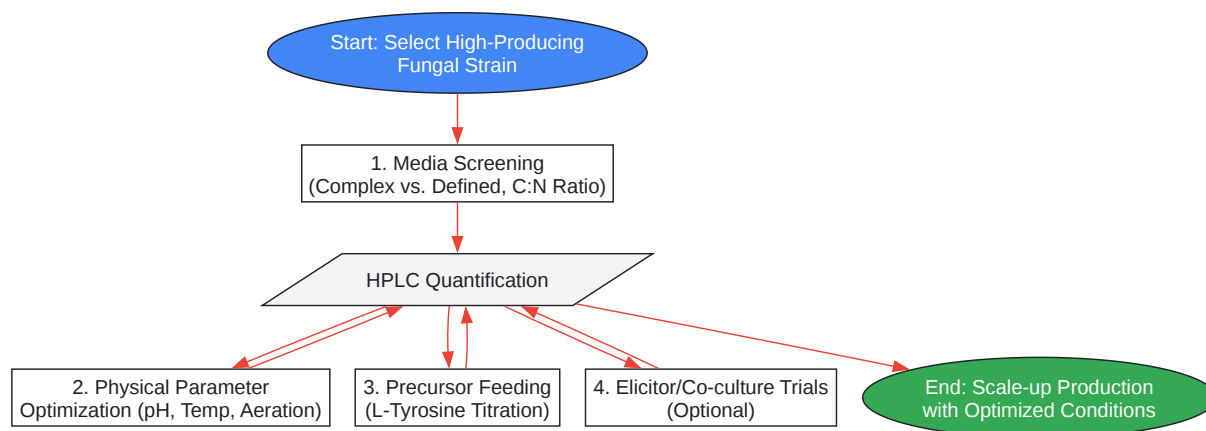 Start: Select High-Producing
Fungal Strain
1. Media Screening
(Complex vs. Defined, C:N Ratio)
HPLC Quantification
2. Physical Parameter
Optimization (pH, Temp, Aeration)
3. Precursor Feeding
(L-Tyrosine Titration)
4. Elicitor/Co-culture Trials
(Optional)
End: Scale-up Production
with Optimized Conditions